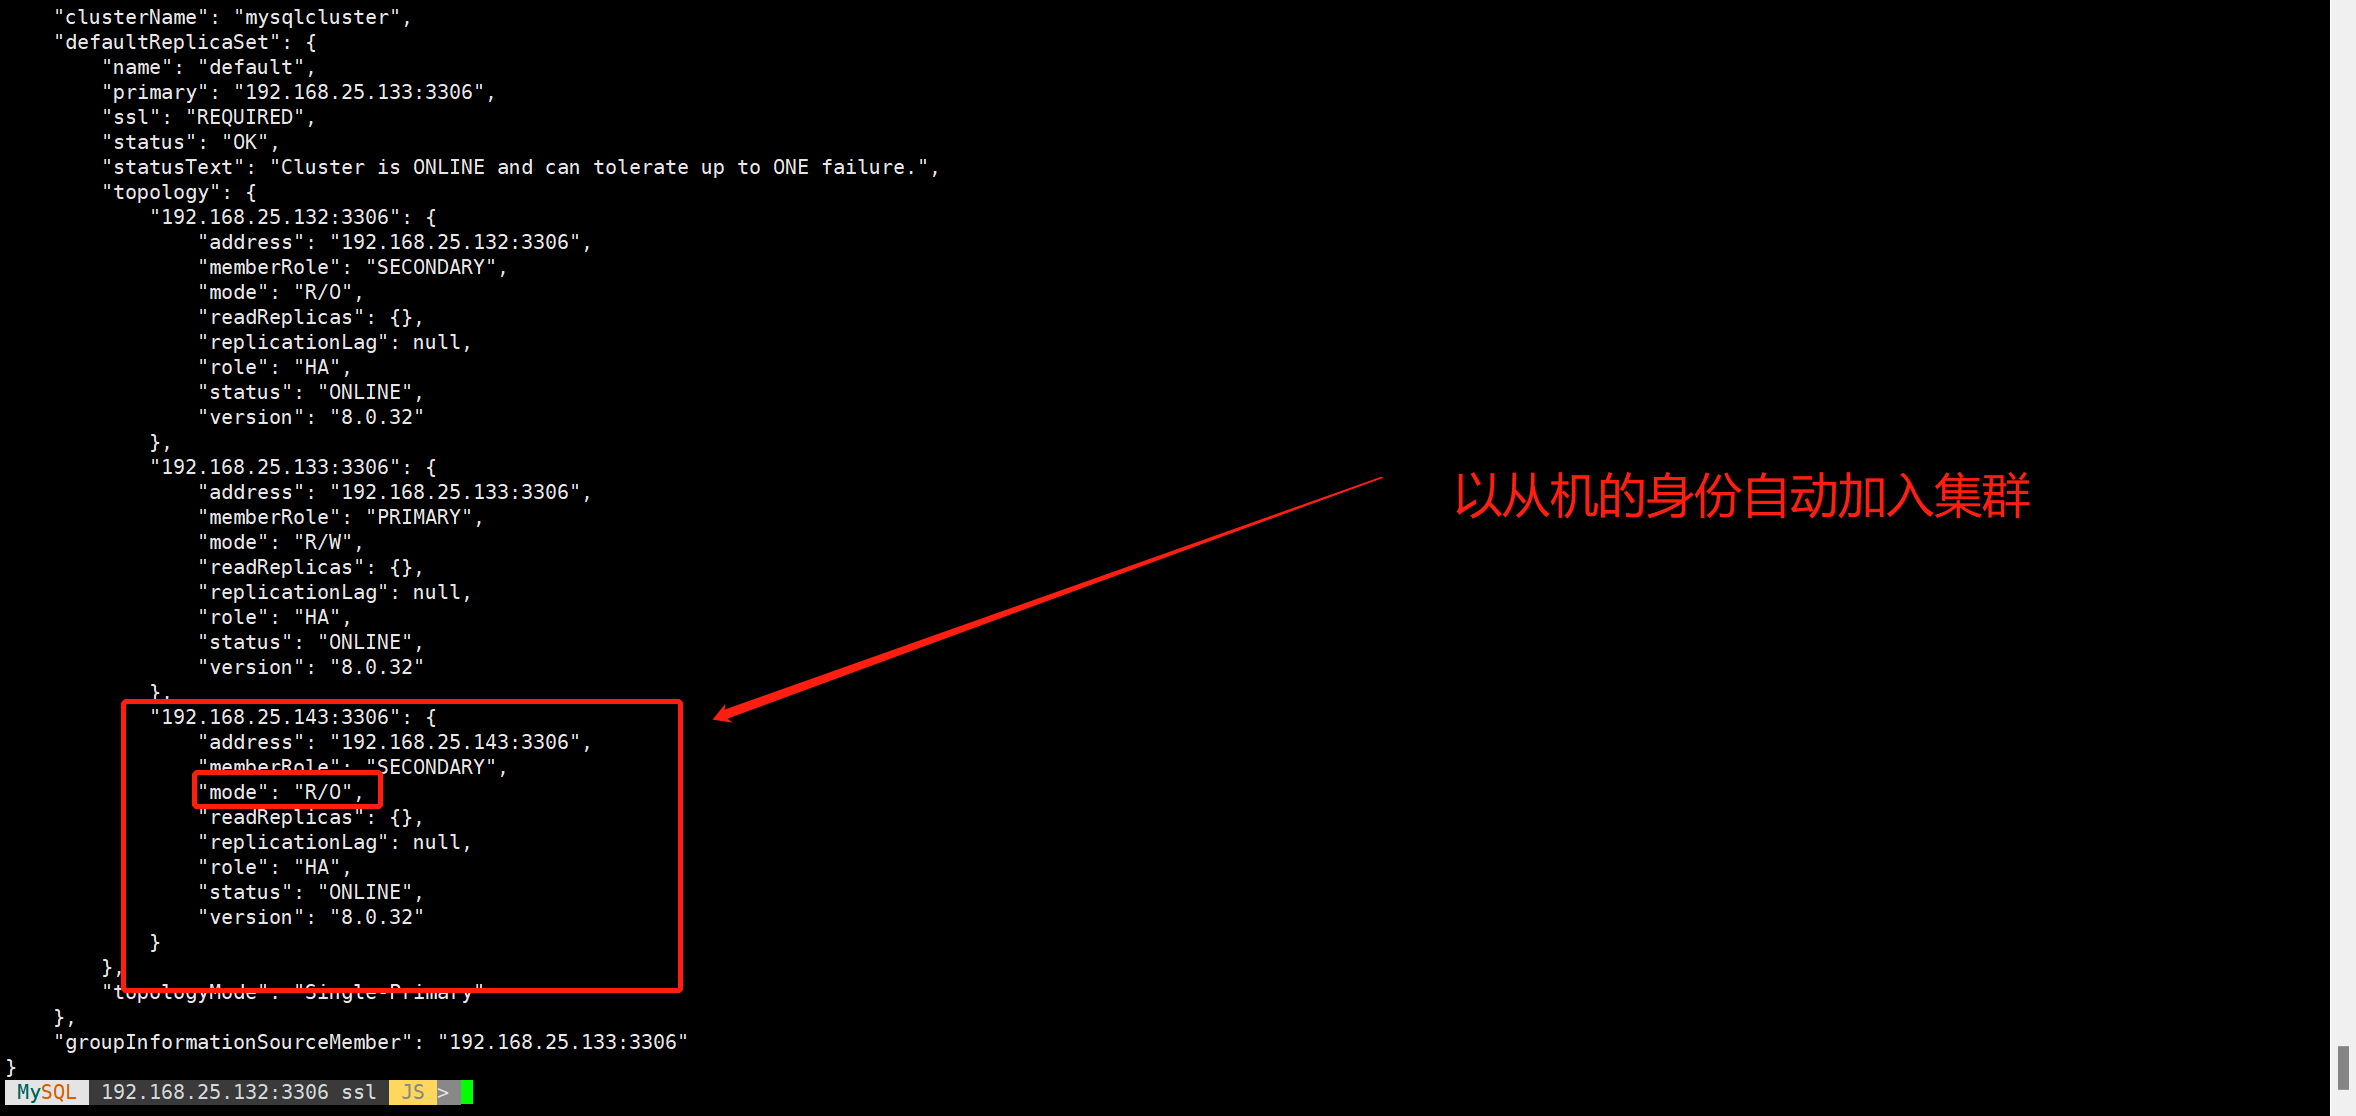 "clusterName": "mysqlcluster",
"defaultReplicaSet": {
"name": "default",
"primary": "192.168.25.133:3306",
"ssl": "REQUIRED",
"status": "OK",
"statusText": "Cluster is ONLINE and can tolerate up to ONE failure.",
"topology": {
"192.168.25.132:3306": {
"address": "192.168.25.132:3306",
"memberRole": "SECONDARY",
"mode": "R/O",
"readReplicas": {},
"replicationLag": null,
"role": "HA",
"status": "ONLINE",
"version": "8.0.32"
},
"192.168.25.133:3306": {
"address": "192.168.25.133:3306",
"memberRole": "PRIMARY",
"mode": "R/W",
"readReplicas": {},
"replicationLag": null,
"role": "HA",
"status": "ONLINE",
"version": "8.0.32"
},
以从机的身份自动加入集群
"192.168.25.143:3306": {
"address": "192.168.25.143:3306",
"memberRole": "SECONDARY",
"mode": "R/O",
"readReplicas": {},
"replicationLag": null,
"role": "HA",
"status": "ONLINE",
"version": "8.0.32"
}
},
"topologyMode": "Single-Primary"
},
"groupInformationSourceMember": "192.168.25.133:3306"
}
MySQL 192.168.25.132:3306 ssl JS >